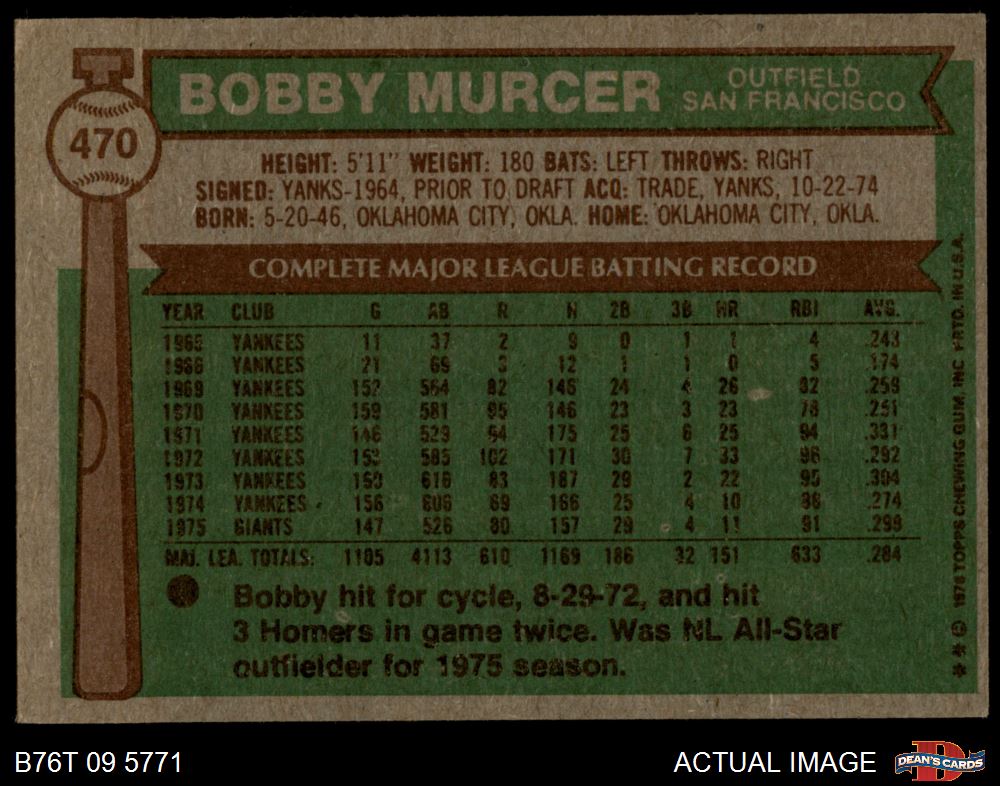 470
BOBBY MURCER
OUTFIELD
SAN FRANCISCO
HEIGHT: 5'11" WEIGHT: 180 BATS: LEFT THROWS: RIGHT
SIGNED: YANKS-1964, PRIOR TO DRAFT ACQ: TRADE, YANKS, 10-22-74
BORN: 5-20-46, OKLAHOMA CITY, OKLA. HOME: OKLAHOMA CITY, OKLA.
COMPLETE MAJOR LEAGUE BATTING RECORD
YEAR CLUB G AB R H 2B 3B HR RBI AVG.
1965 YANKEES 11 37 2 9 0 1 1 4 .243
1966 YANKEES 21 69 3 12 1 1 0 5 .174
1969 YANKEES 152 564 82 146 24 4 26 82 .259
1970 YANKEES 159 581 95 146 23 3 23 78 .251
1971 YANKEES 146 529 94 175 25 6 25 94 .331
1972 YANKEES 153 585 102 171 30 7 33 96 .292
1973 YANKEES 160 616 83 187 29 2 22 95 .304
1974 YANKEES 156 606 69 166 25 4 10 88 .274
1975 GIANTS 147 526 80 157 29 4 11 91 .298
MAJ. LEA. TOTALS: 1105 4113 610 1169 186 32 151 633 .284
Bobby hit for cycle, 8-29-72, and hit
3 Homers in game twice. Was NL All-Star
outfielder for 1975 season.
** © 1976 TOPPS CHEWING GUM, INC. PRTD. IN U.S.A.
B76T 09 5771
ACTUAL IMAGE
D
DEAN'S CARDS